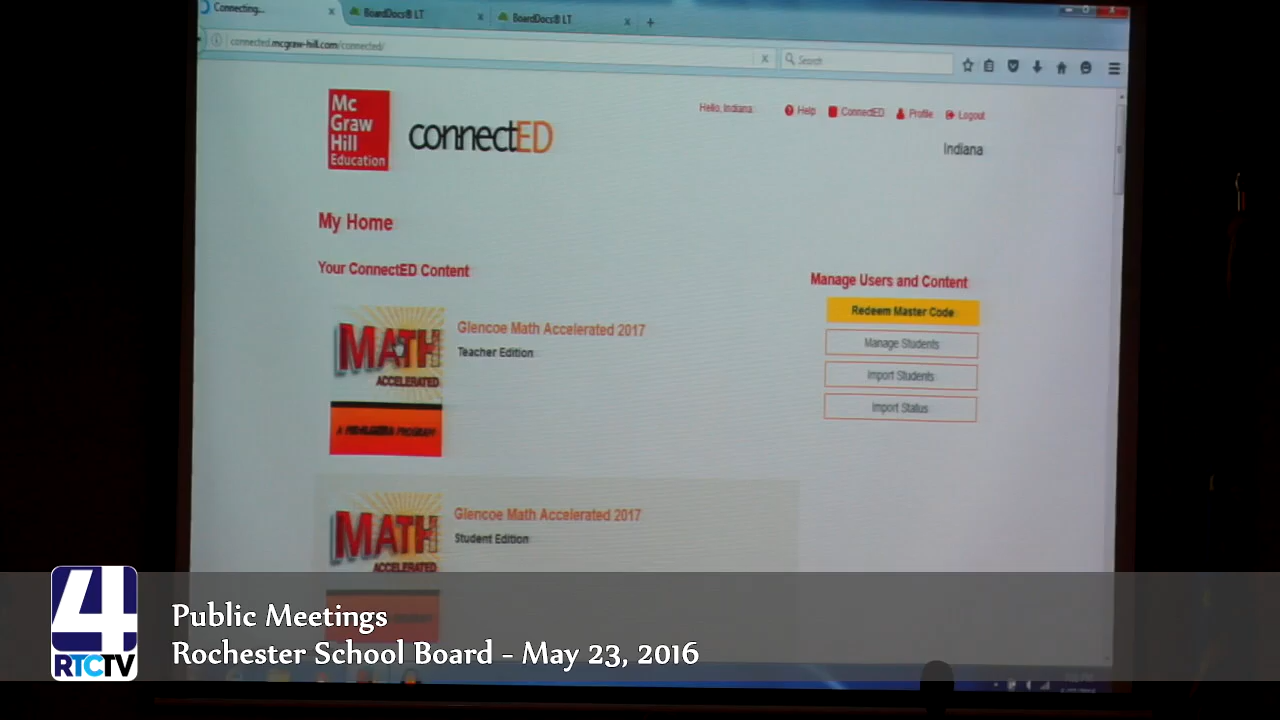 Connecting...
BoardDocs® LT
BoardDocs® LT
connected.mcgraw-hill.com/connected/
Search
Mc
Graw
Hill
Education
connectED
Hello, Indiana
Help
ConnectED
Profile
Logout
Indiana
My Home
Your ConnectED Content
Manage Users and Content
Redeem Master Code
Manage Students
Import Students
Import Status
MATH
ACCELERATED
A PRE-ALGEBRA PROGRAM
Glencoe Math Accelerated 2017
Teacher Edition
MATH
ACCELERATED
Glencoe Math Accelerated 2017
Student Edition
4
RTCTV
Public Meetings
Rochester School Board - May 23, 2016